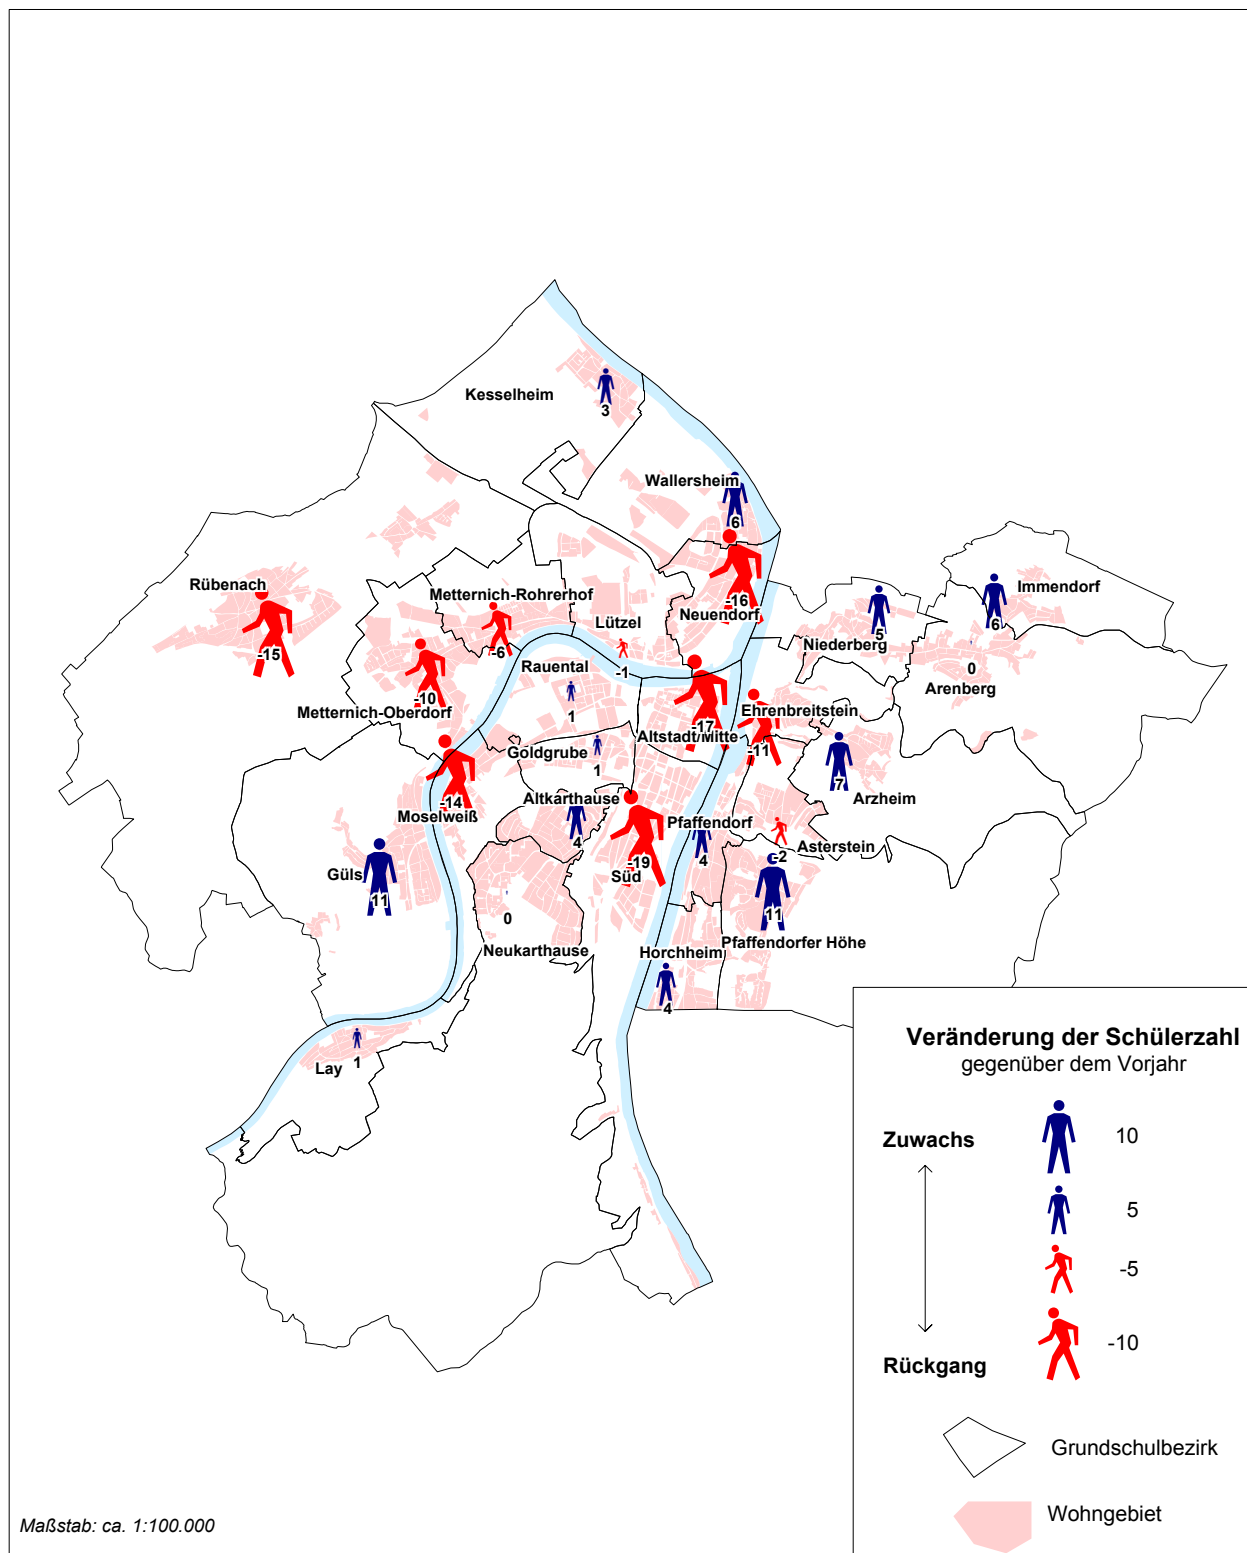 Kesselheim
3
Wallersheim
6
Rübenach
-15
Metternich-Rohrerhof
-6
Lützel
-1
-16
Neuendorf
Immendorf
6
5
Niederberg
0
Arenberg
Rauental
1
-10
Metternich-Oberdorf
Ehrenbreitstein
-17
Altstadt/Mitte
-11
Goldgrube
1
7
Arzheim
Altkarthause
4
-14
Moselweiß
Pfaffendorf
4
Asterstein
-2
-19
Süd
Güls
11
11
0
Neukarthause
Pfaffendorfer Höhe
Horchheim
4
Lay
1
Veränderung der Schülerzahl
gegenüber dem Vorjahr
Zuwachs
10
5
-5
-10
Rückgang
Grundschulbezirk
Wohngebiet
Maßstab: ca. 1:100.000